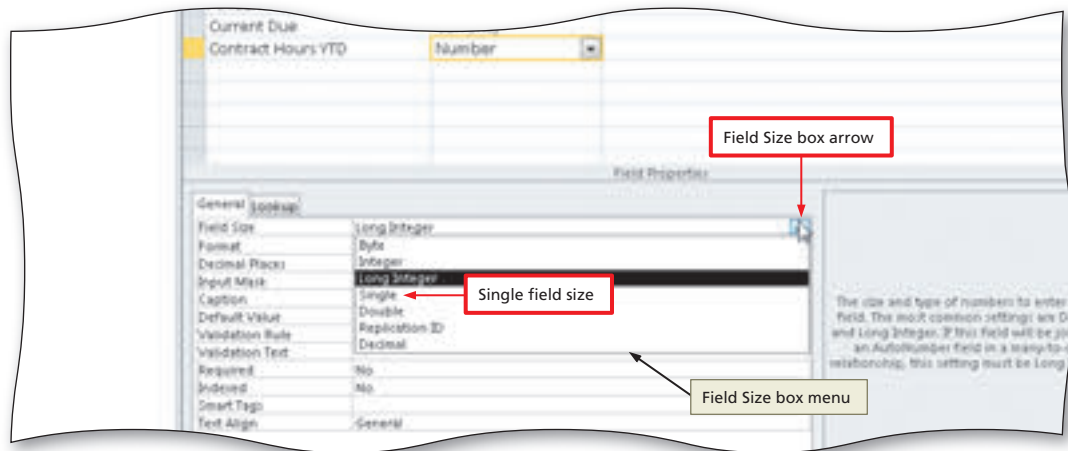 Current Due
Contract Hours YTD Number
Field Size box arrow
Field Properties
General Lookup
Field Size Long Integer
Format Byte
Decimal Places Integer
Input Mask Long Integer
Caption Single
Single field size
Default Value Double
Validation Rule Replication ID
Validation Text Decimal
Required No
Indexed No
Smart Tags
Text Align General
Field Size box menu
The size and type of numbers to enter
field. The most common settings are D
and Long Integer. If this field will be jo
an AutoNumber field in a many-to-
relationship, this setting must be Long